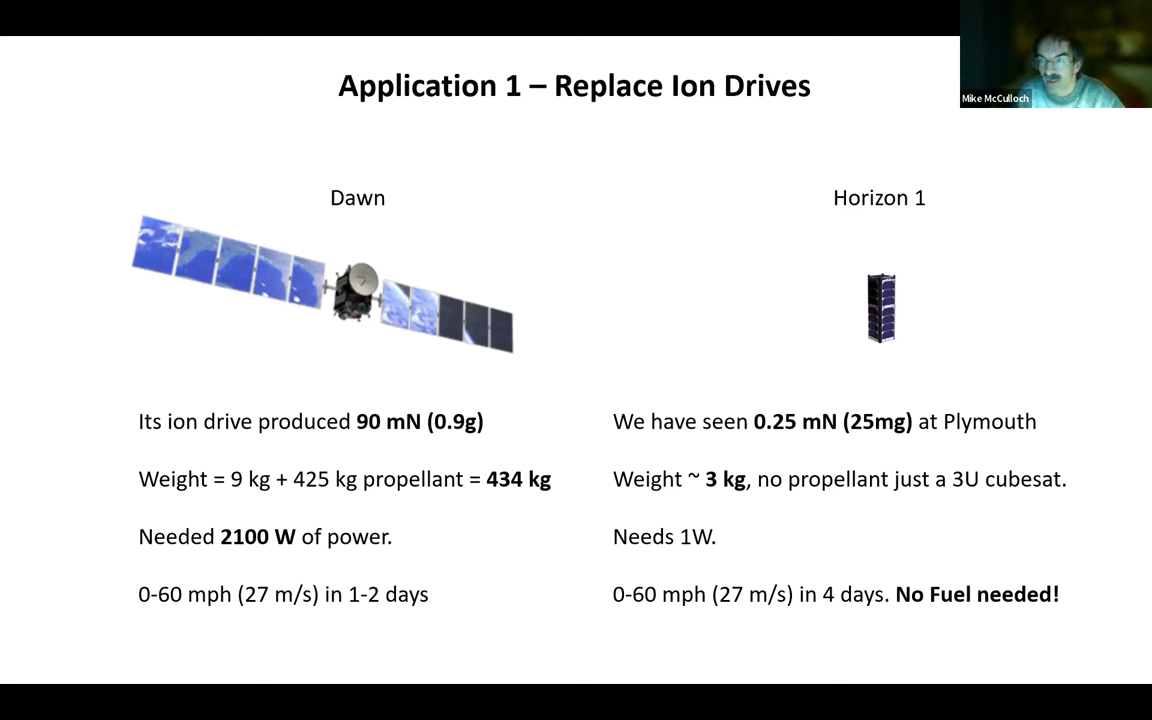 Application 1 – Replace Ion Drives
Mike McCulloch
Dawn
Horizon 1
Its ion drive produced 90 mN (0.9g)
Weight = 9 kg + 425 kg propellant = 434 kg
Needed 2100 W of power.
0-60 mph (27 m/s) in 1-2 days
We have seen 0.25 mN (25mg) at Plymouth
Weight ~ 3 kg, no propellant just a 3U cubesat.
Needs 1W.
0-60 mph (27 m/s) in 4 days. No Fuel needed!